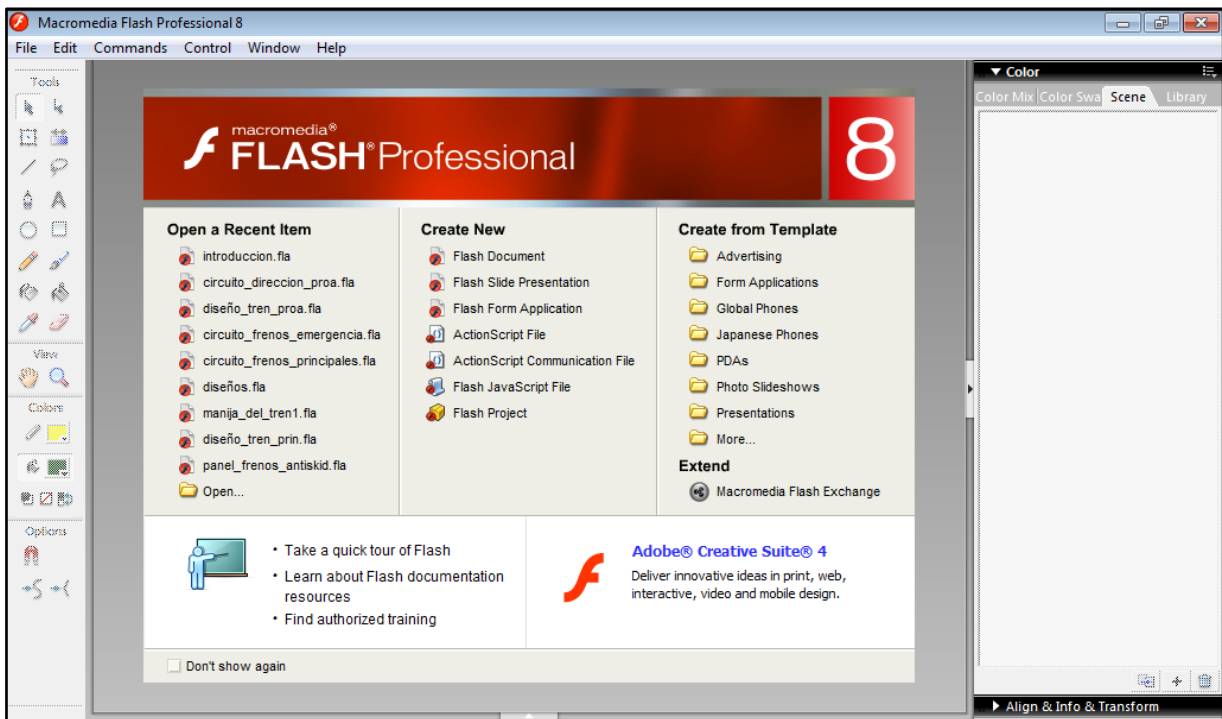 Macromedia Flash Professional 8
File Edit Commands Control Window Help
Tools
View
Colors
Options
macromedia®
FLASH® Professional
8
Open a Recent Item
introduccion.fla
circuito_direccion_proa.fla
diseño_tren_proa.fla
circuito_frenos_emergencia.fla
circuito_frenos_principales.fla
diseños.fla
manija_del_tren1.fla
diseño_tren_prin.fla
panel_frenos_antiskid.fla
Open...
Create New
Flash Document
Flash Slide Presentation
Flash Form Application
ActionScript File
ActionScript Communication File
Flash JavaScript File
Flash Project
Create from Template
Advertising
Form Applications
Global Phones
Japanese Phones
PDAs
Photo Slideshows
Presentations
More...
Extend
Macromedia Flash Exchange
• Take a quick tour of Flash
• Learn about Flash documentation
resources
• Find authorized training
Adobe® Creative Suite® 4
Deliver innovative ideas in print, web,
interactive, video and mobile design.
Don't show again
Color
Color Mix Color Swa Scene Library
Align & Info & Transform